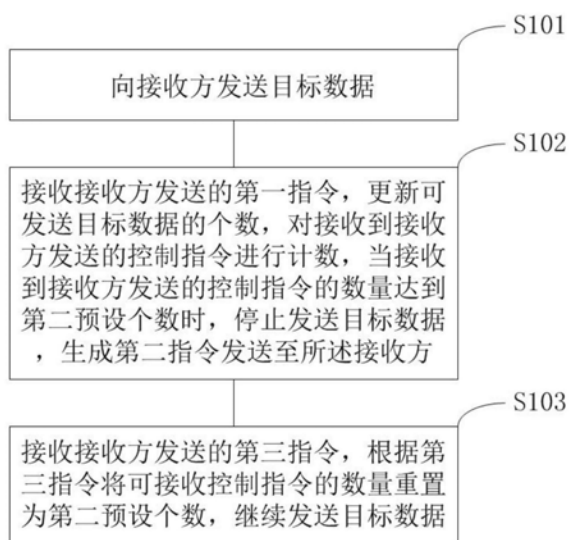 S101
向接收方发送目标数据
S102
接收接收方发送的第一指令，更新可
发送目标数据的个数，对接收到接收
方发送的控制指令进行计数，当接收
到接收方发送的控制指令的数量达到
第二预设个数时，停止发送目标数据
，生成第二指令发送至所述接收方
S103
接收接收方发送的第三指令，根据第
三指令将可接收控制指令的数量重置
为第二预设个数，继续发送目标数据